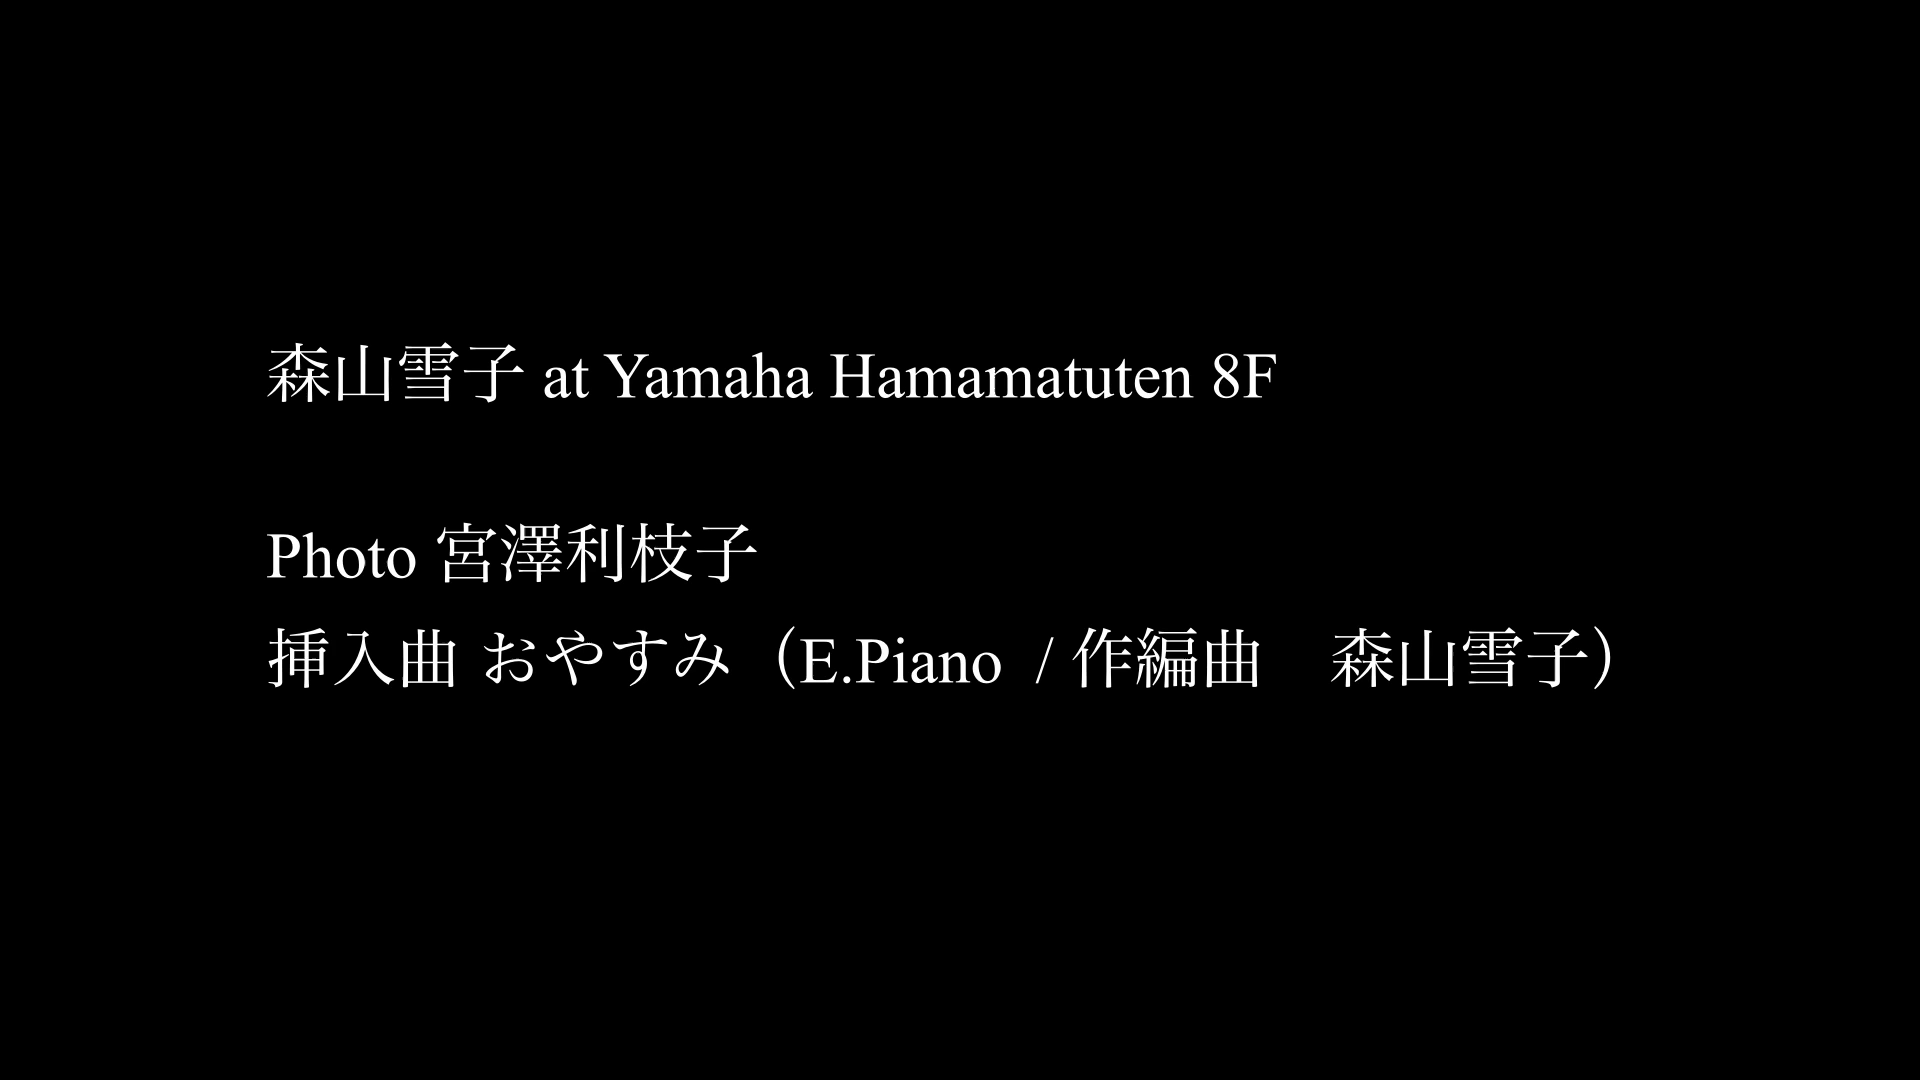 森山雪子 at Yamaha Hamamatuten 8F
Photo 宮澤利枝子
挿入曲 おやすみ（E.Piano  / 作編曲　森山雪子）